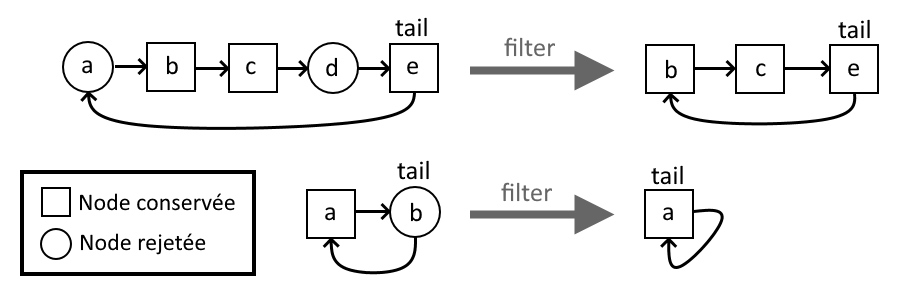 tail
a b c d e
filter
tail
b c e
tail
a b
filter
tail
a
Node conservée
Node rejetée